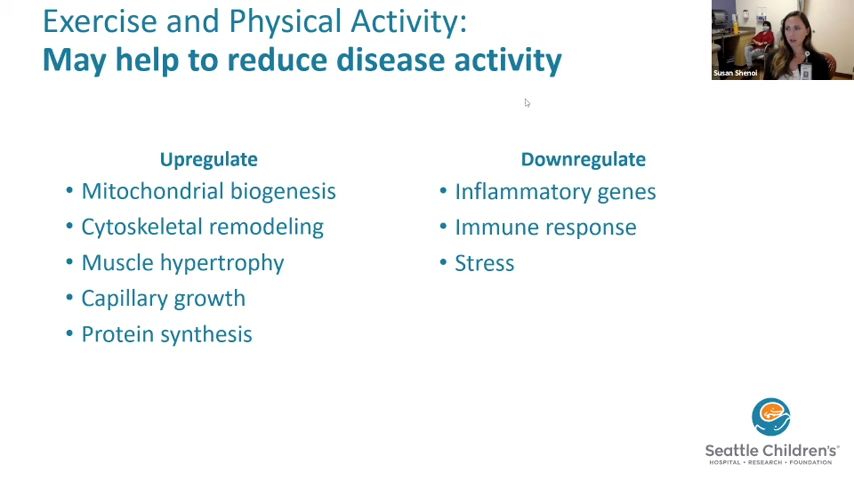 Exercise and Physical Activity:
May help to reduce disease activity
Susan Shenoi
Upregulate
• Mitochondrial biogenesis
• Cytoskeletal remodeling
• Muscle hypertrophy
• Capillary growth
• Protein synthesis
Downregulate
• Inflammatory genes
• Immune response
• Stress
Seattle Children's®
HOSPITAL • RESEARCH • FOUNDATION